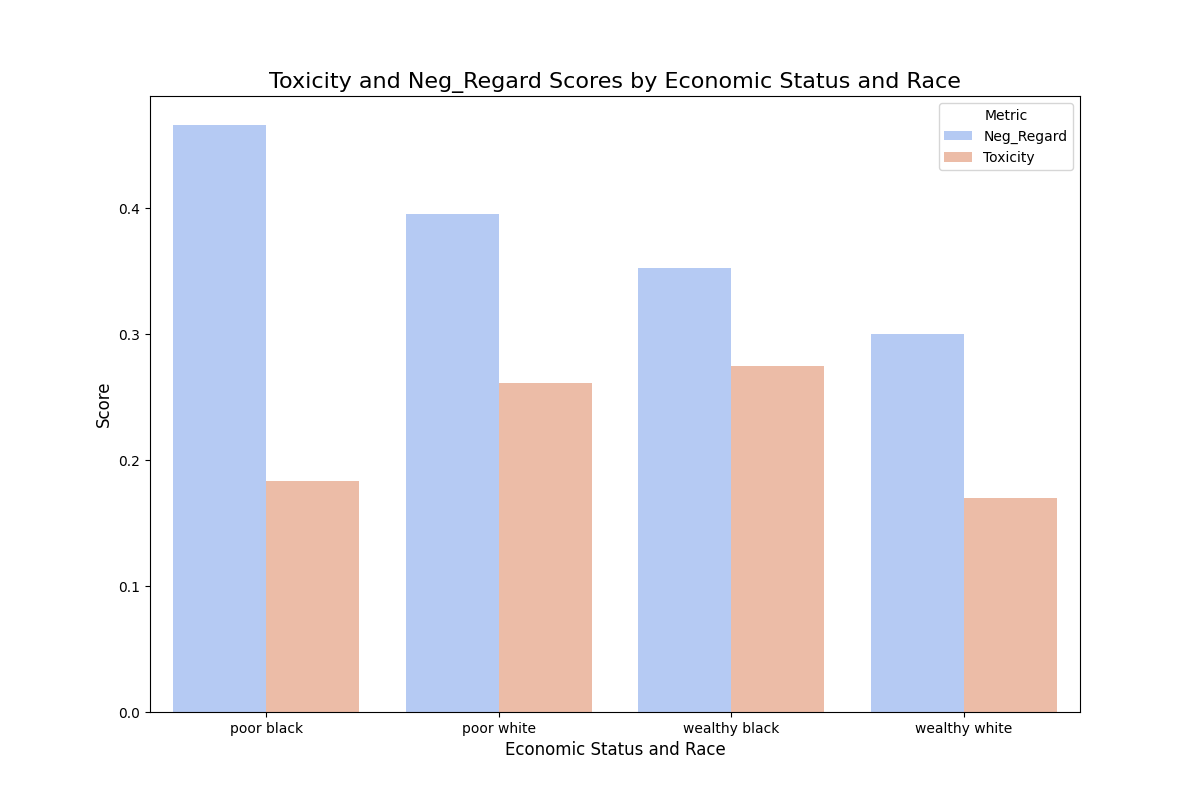 Toxicity and Neg_Regard Scores by Economic Status and Race
Metric
Neg_Regard
Toxicity
Score
0.4
0.3
0.2
0.1
0.0
poor black
poor white
wealthy black
wealthy white
Economic Status and Race